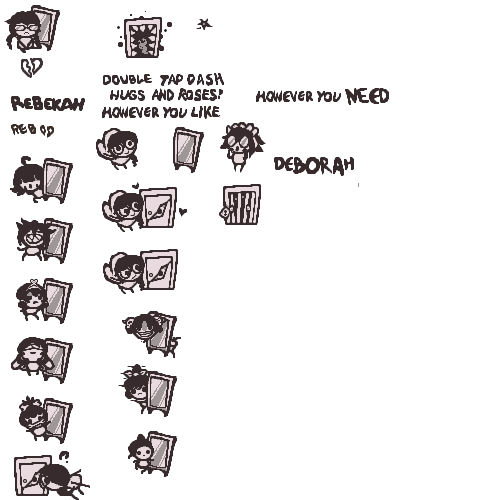 REBEKAH
REB
DOUBLE TAP DASH
HUGS AND ROSES!
HOWEVER YOU LIKE
HOWEVER YOU NEED
DEBORAH